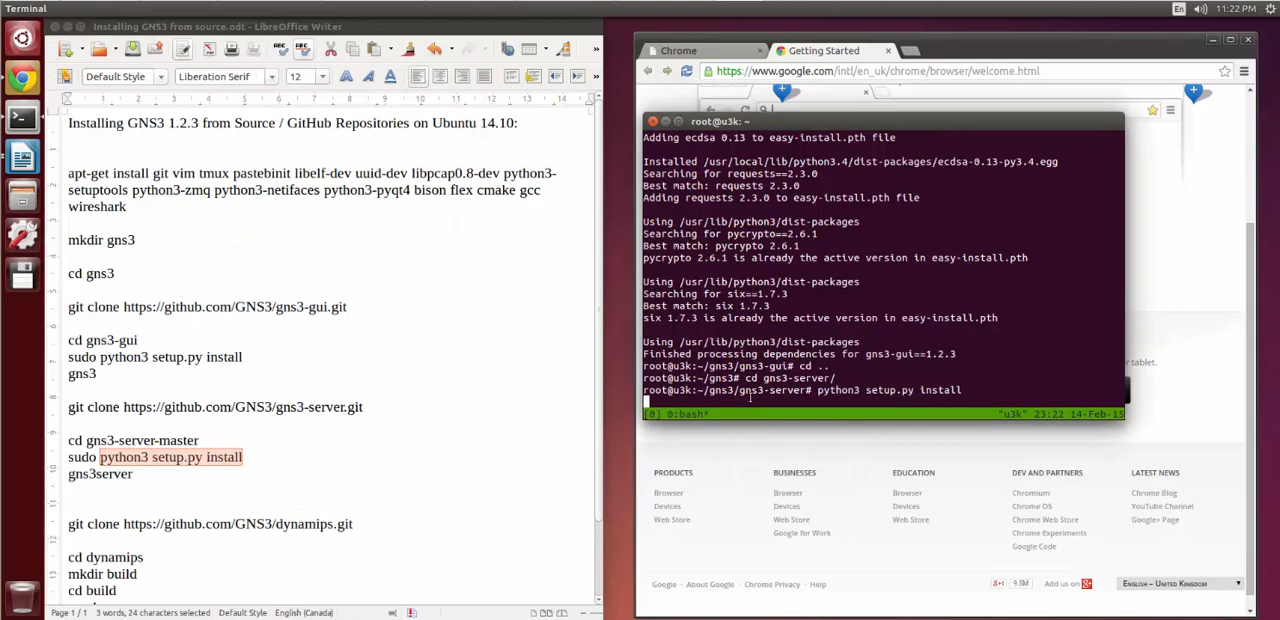 Terminal
En
11:22 PM
Installing GNS3 from source.odt - LibreOffice Writer
Default Style
Liberation Serif
12
Installing GNS3 1.2.3 from Source / GitHub Repositories on Ubuntu 14.10:
apt-get install git vim tmux pastebinit libelf-dev uuid-dev libpcap0.8-dev python3-
setuptools python3-zmq python3-netifaces python3-pyqt4 bison flex cmake gcc
wireshark
mkdir gns3
cd gns3
git clone https://github.com/GNS3/gns3-gui.git
cd gns3-gui
sudo python3 setup.py install
gns3
git clone https://github.com/GNS3/gns3-server.git
cd gns3-server-master
sudo python3 setup.py install
gns3server
git clone https://github.com/GNS3/dynamips.git
cd dynamips
mkdir build
cd build
Page 1 / 1
3 words, 24 characters selected
Default Style
English (Canada)
Chrome
Getting Started
https://www.google.com/intl/en_uk/chrome/browser/welcome.html
root@u3k: ~
Adding ecdsa 0.13 to easy-install.pth file
Installed /usr/local/lib/python3.4/dist-packages/ecdsa-0.13-py3.4.egg
Searching for requests==2.3.0
Best match: requests 2.3.0
Adding requests 2.3.0 to easy-install.pth file
Using /usr/lib/python3/dist-packages
Searching for pycrypto==2.6.1
Best match: pycrypto 2.6.1
pycrypto 2.6.1 is already the active version in easy-install.pth
Using /usr/lib/python3/dist-packages
Searching for six==1.7.3
Best match: six 1.7.3
six 1.7.3 is already the active version in easy-install.pth
Using /usr/lib/python3/dist-packages
Finished processing dependencies for gns3-gui==1.2.3
root@u3k:~/gns3/gns3-gui# cd ..
root@u3k:~/gns3# cd gns3-server/
root@u3k:~/gns3/gns3-server# python3 setup.py install
[0] 0:bash*
"u3k" 23:22 14-Feb-15
tablet.
PRODUCTS
Browser
Devices
Web Store
BUSINESSES
Browser
Devices
Web Store
Google for Work
EDUCATION
Browser
Devices
Web Store
DEV AND PARTNERS
Chromium
Chrome OS
Chrome Web Store
Chrome Experiments
Google Code
LATEST NEWS
Chrome Blog
YouTube Channel
Google+ Page
Google
About Google
Chrome Privacy
Help
+1
9.5M
Add us on
ENGLISH – UNITED KINGDOM